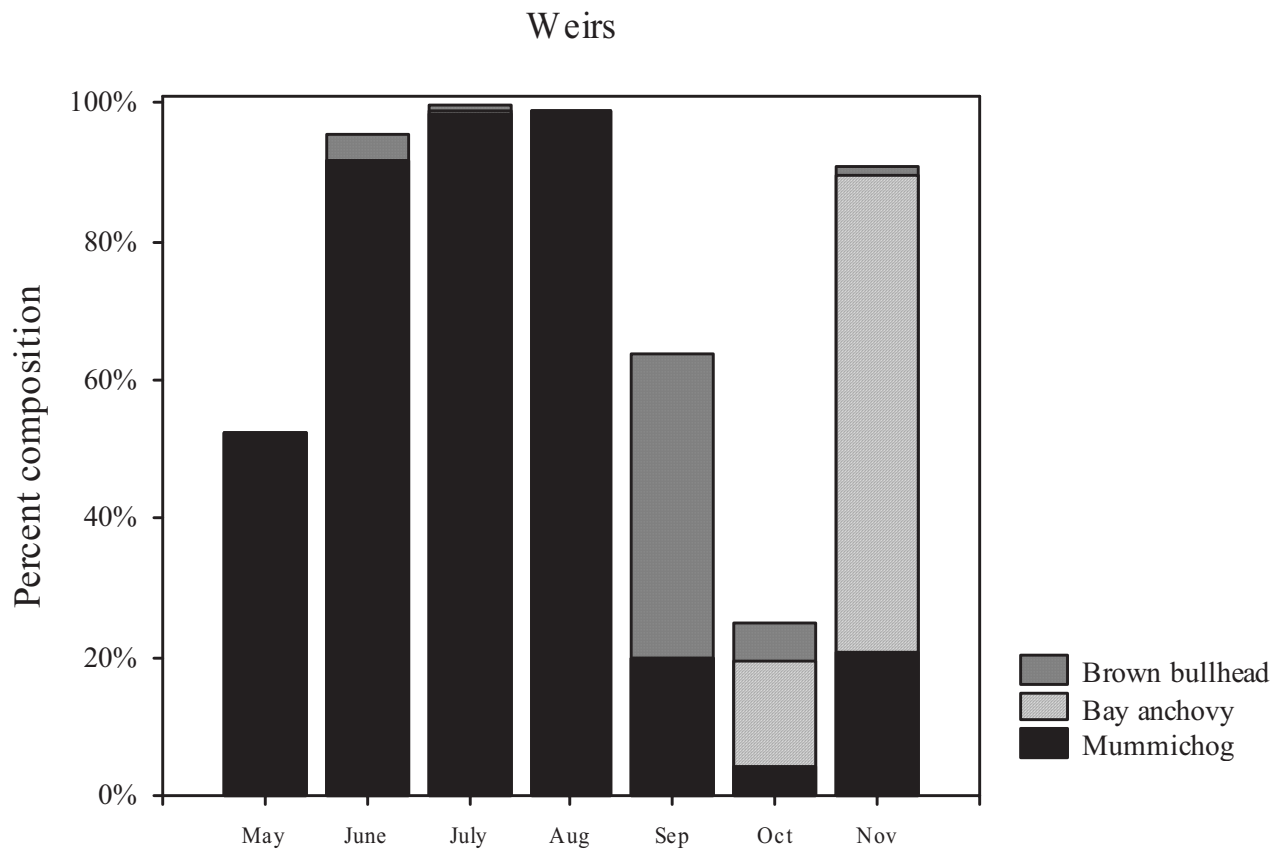 Weirs
Percent composition
100%
80%
60%
40%
20%
0%
May June July Aug Sep Oct Nov
Brown bullhead
Bay anchovy
Mummichog